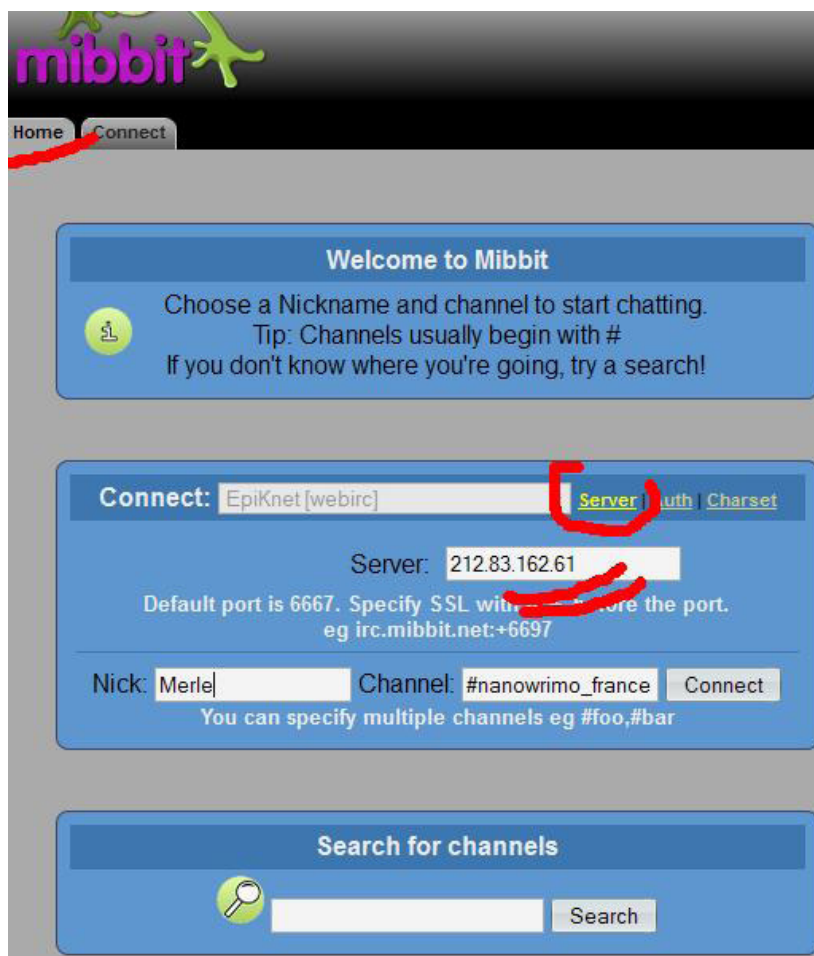 mibbit
Home Connect
Welcome to Mibbit
Choose a Nickname and channel to start chatting.
Tip: Channels usually begin with #
If you don't know where you're going, try a search!
Connect: EpiKnet [webirc] Server | uth | Charset
Server: 212.83.162.61
Default port is 6667. Specify SSL with the port.
eg irc.mibbit.net:+6697
Nick: Merle Channel: #nanowrimo_france Connect
You can specify multiple channels eg #foo,#bar
Search for channels
Search